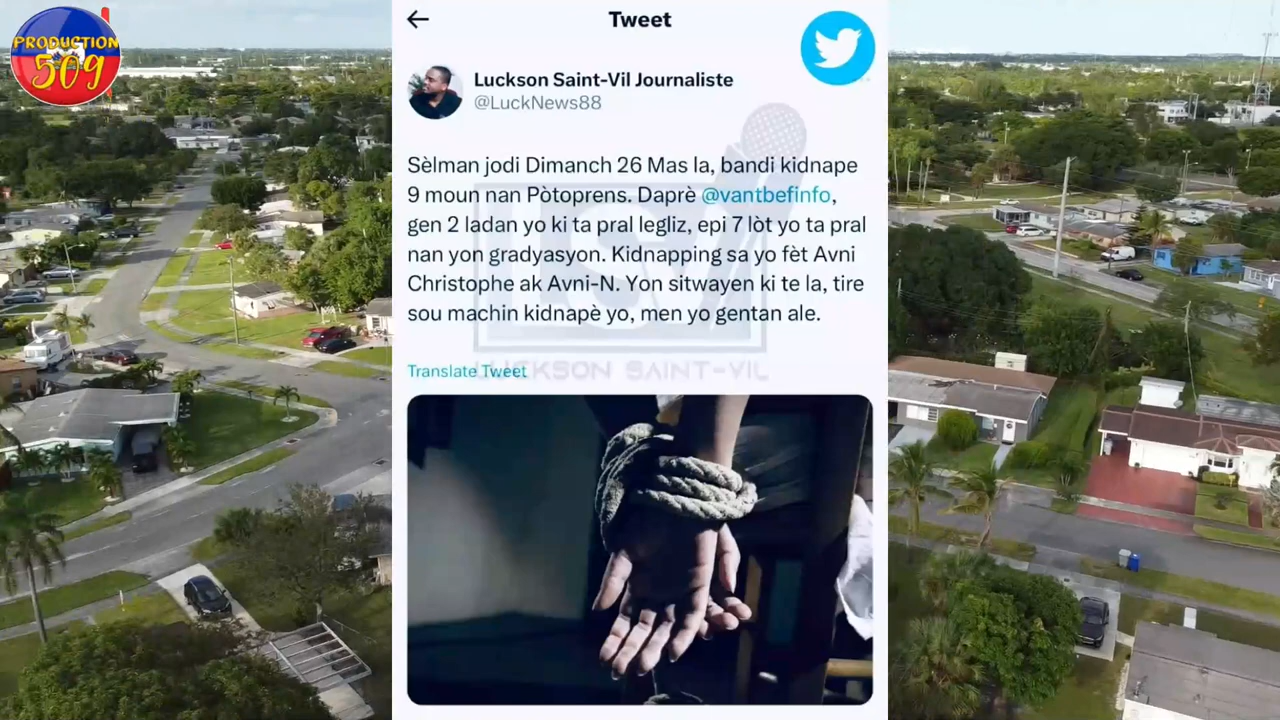 PRODUCTION
509
Tweet
Luckson Saint-Vil Journaliste
@LuckNews88
Sèlman jodi Dimanch 26 Mas la, bandi kidnape
9 moun nan Pòtoprens. Daprè @vantbefinfo,
gen 2 ladan yo ki ta pral legliz, epi 7 lòt yo ta pral
nan yon gradyasyon. Kidnapping sa yo fèt Avni
Christophe ak Avni-N. Yon sitwayen ki te la, tire
sou machin kidnapè yo, men yo gentan ale.
LSV
LUCKSON SAINT-VIL
Translate Tweet